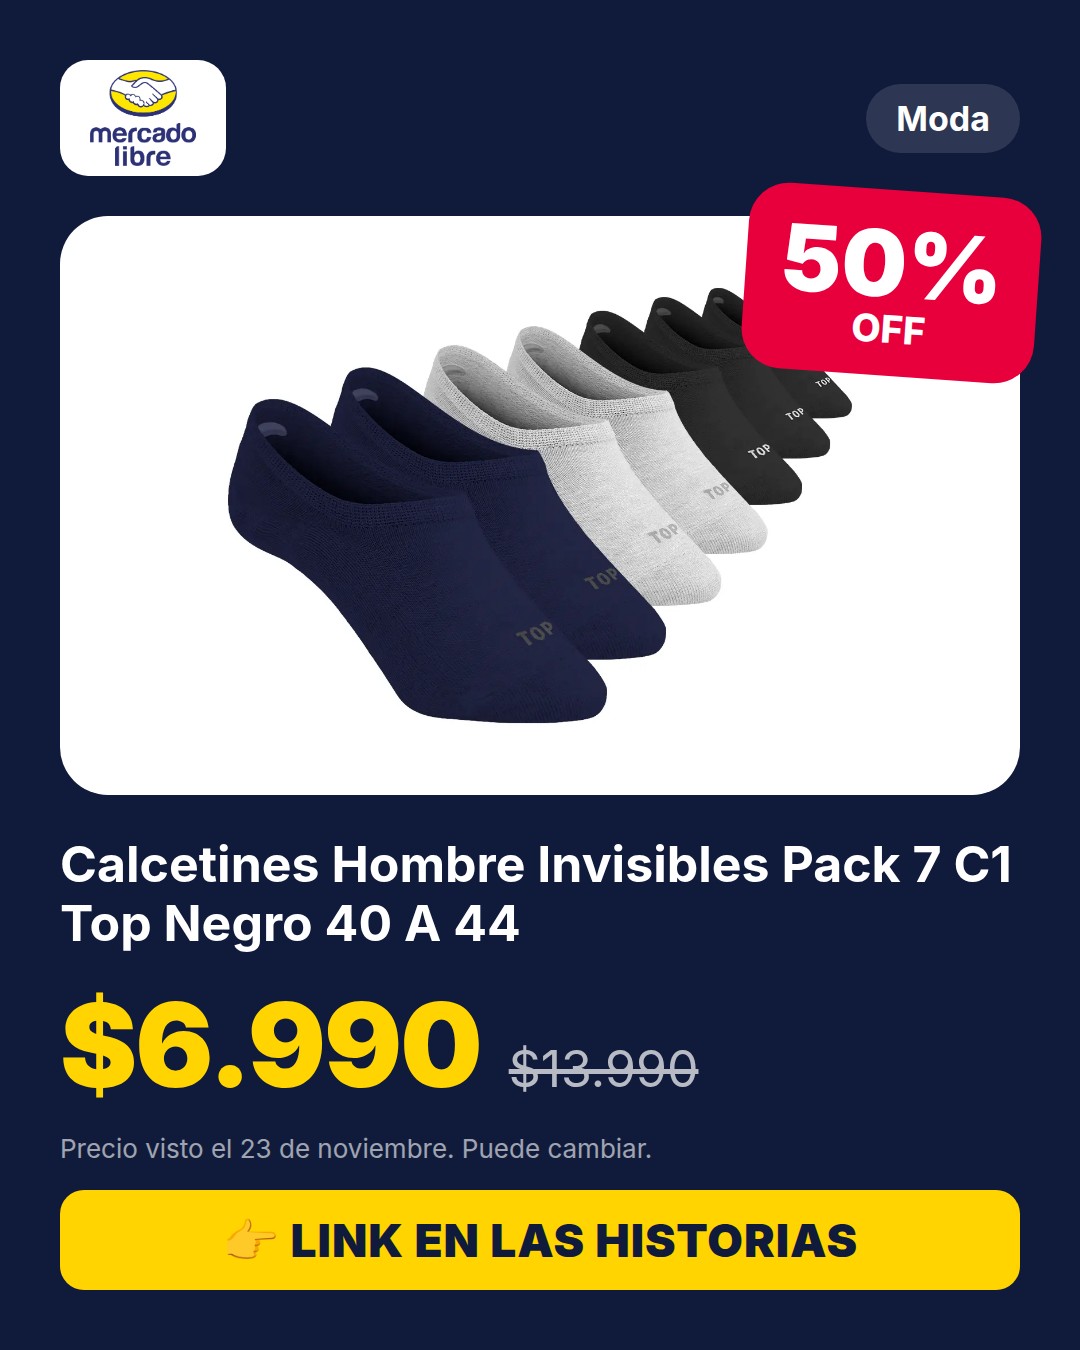 mercado
libre
Moda
50%
OFF
TOP
TOP
TOP
TOP
TOP
TOP
TOP
Calcetines Hombre Invisibles Pack 7 C1
Top Negro 40 A 44
$6.990 $13.990
Precio visto el 23 de noviembre. Puede cambiar.
👉 LINK EN LAS HISTORIAS